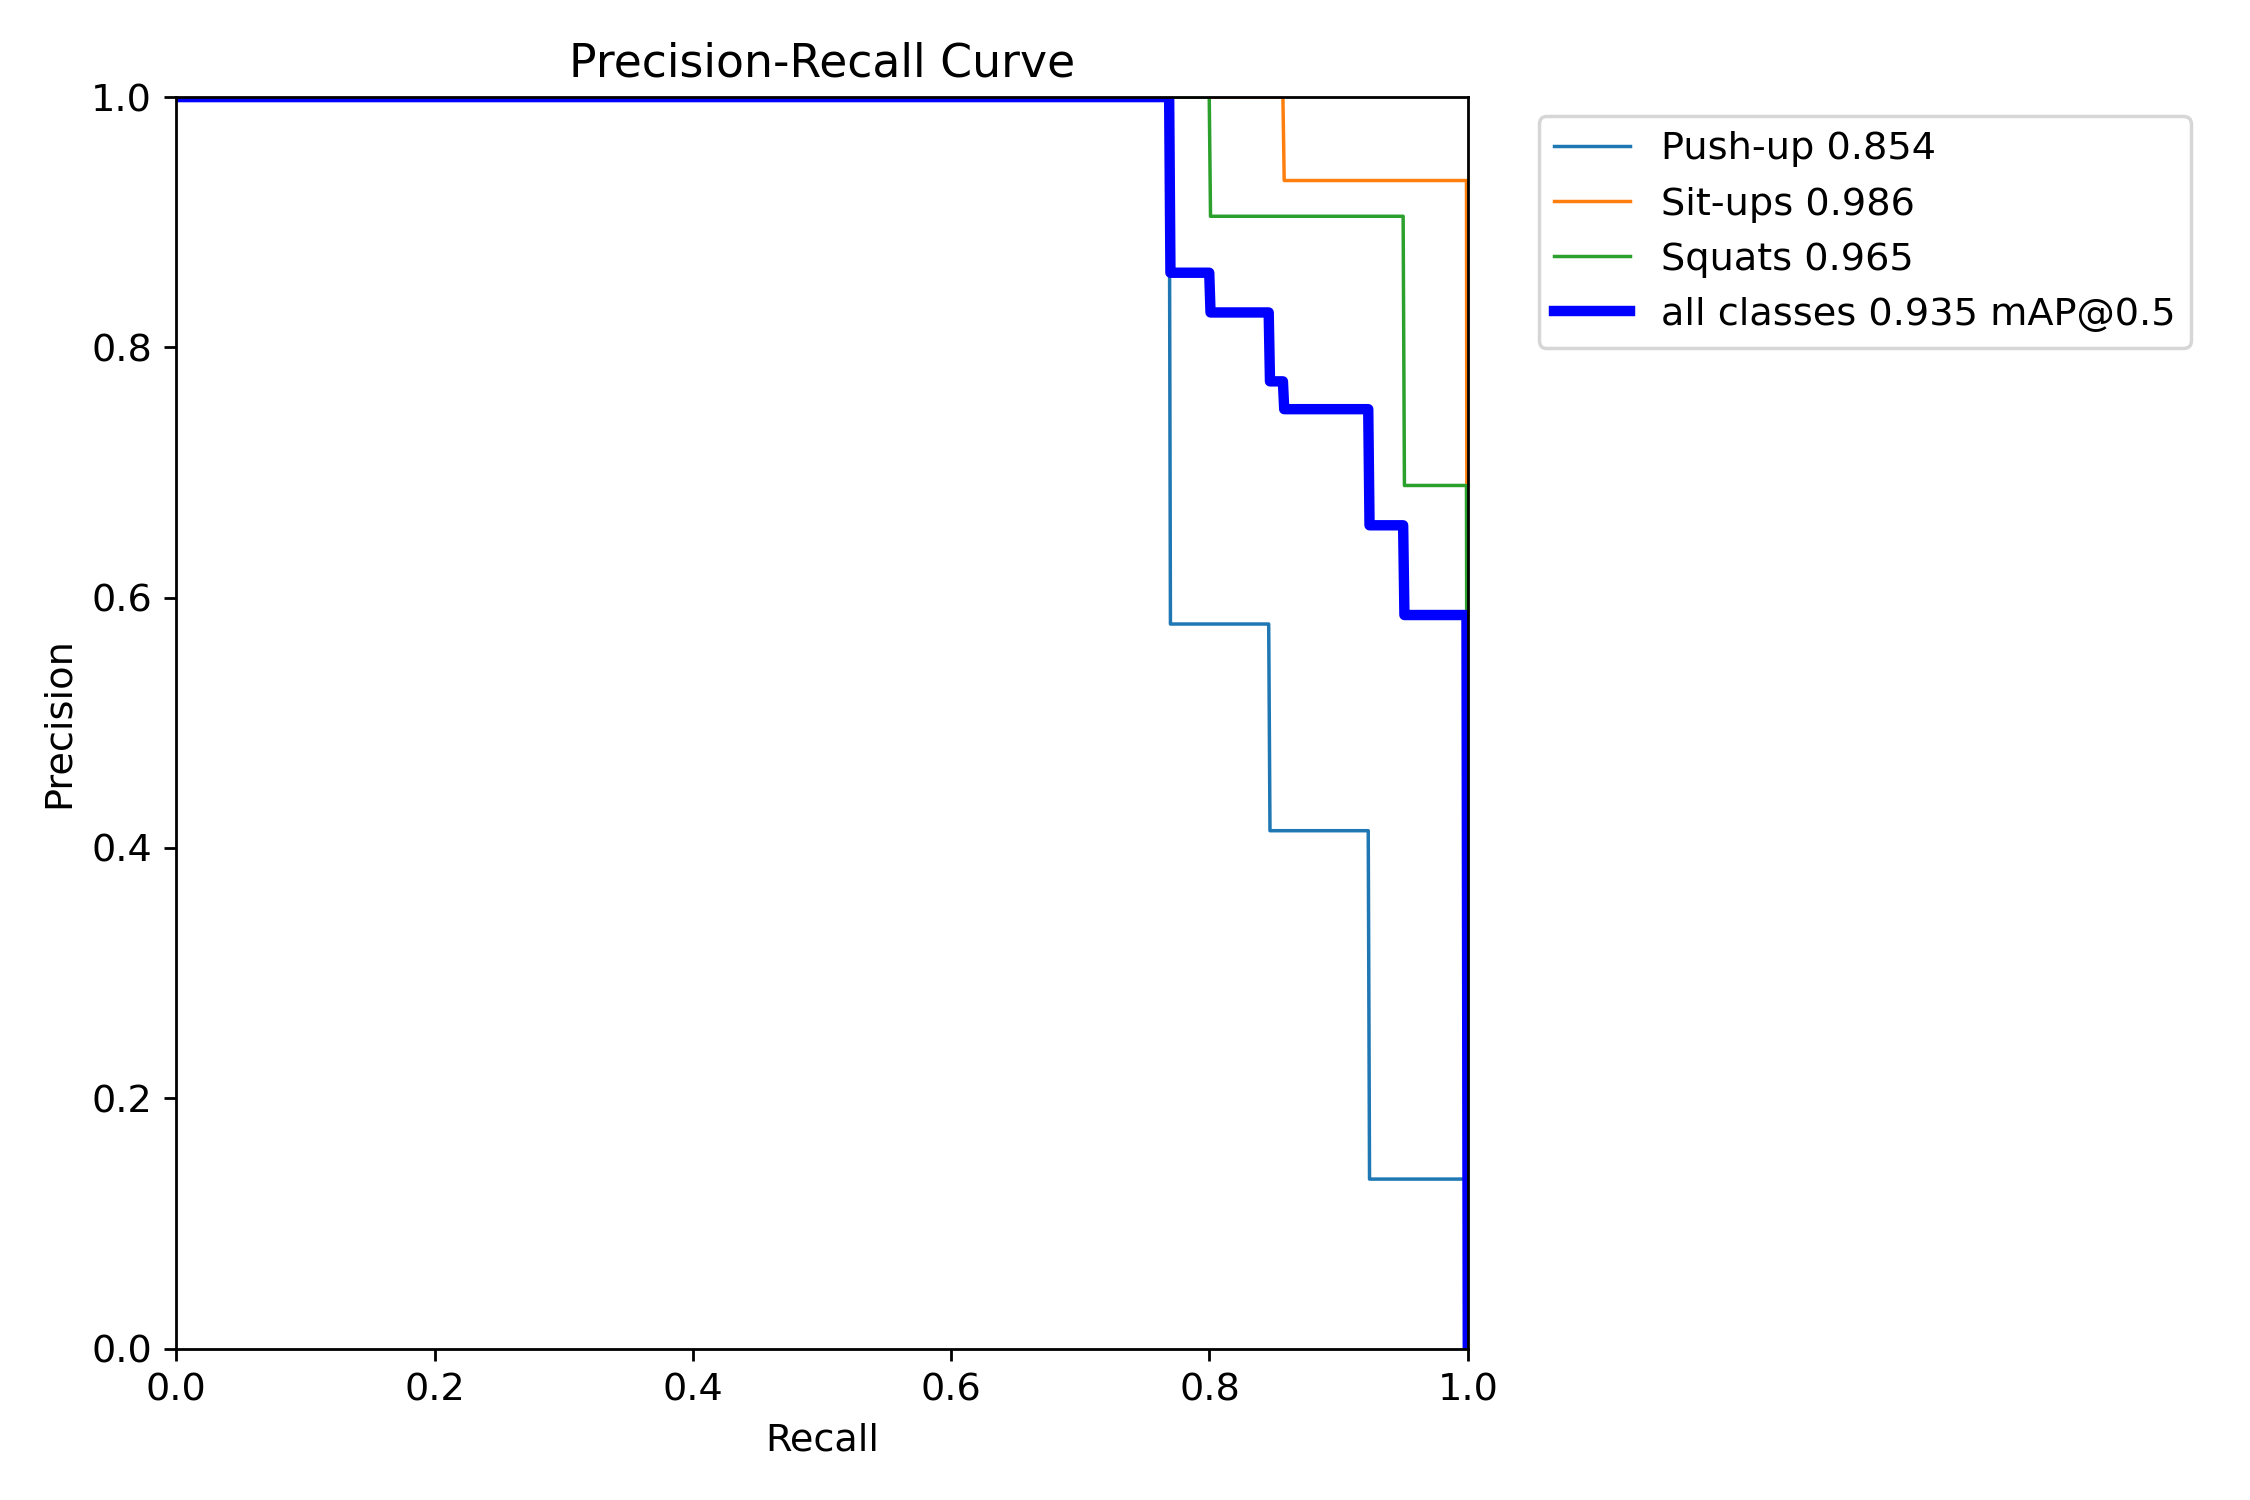 Precision-Recall Curve
1.0
0.8
0.6
0.4
0.2
0.0
Precision
0.0 0.2 0.4 0.6 0.8 1.0
Recall
Push-up 0.854
Sit-ups 0.986
Squats 0.965
all classes 0.935 mAP@0.5